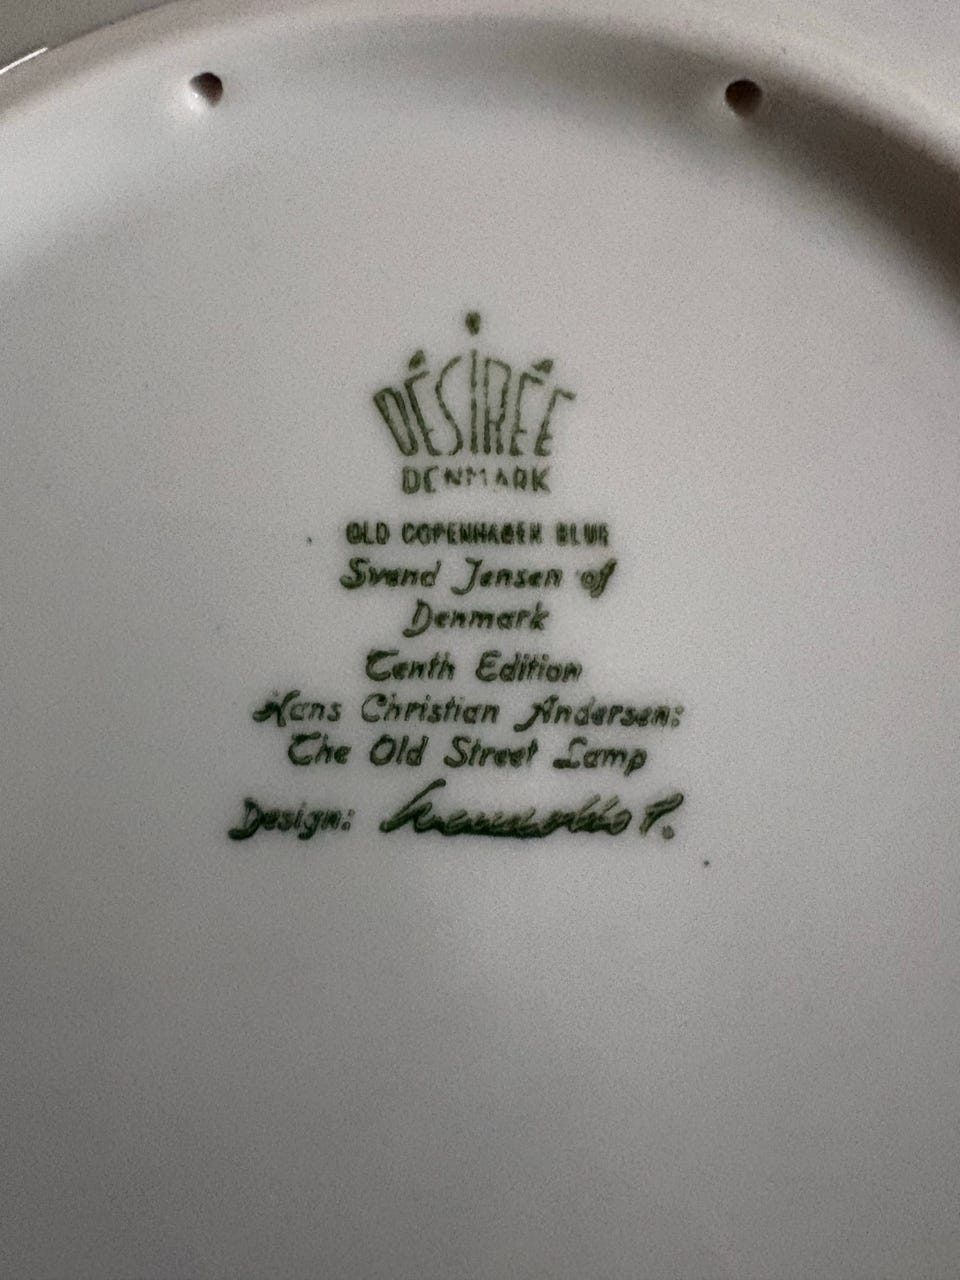 DÉSIRÉE
DENMARK
OLD COPENHAGEN BLUE
Svend Jensen of
Denmark
Tenth Edition
Hans Christian Andersen:
The Old Street Lamp
Design: